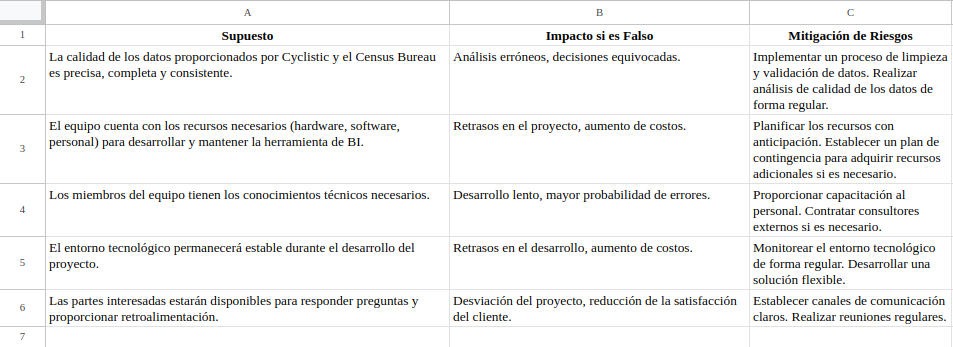 A B C
1 Supuesto Impacto si es Falso Mitigación de Riesgos
2 La calidad de los datos proporcionados por Cyclistic y el Census Bureau
es precisa, completa y consistente.
Análisis erróneos, decisiones equivocadas.
Implementar un proceso de limpieza
y validación de datos. Realizar
análisis de calidad de los datos de
forma regular.
3 El equipo cuenta con los recursos necesarios (hardware, software,
personal) para desarrollar y mantener la herramienta de BI.
Retrasos en el proyecto, aumento de costos.
Planificar los recursos con
anticipación. Establecer un plan de
contingencia para adquirir recursos
adicionales si es necesario.
4 Los miembros del equipo tienen los conocimientos técnicos necesarios.
Desarrollo lento, mayor probabilidad de errores.
Proporcionar capacitación al
personal. Contratar consultores
externos si es necesario.
5 El entorno tecnológico permanecerá estable durante el desarrollo del
proyecto.
Retrasos en el desarrollo, aumento de costos.
Monitorear el entorno tecnológico
de forma regular. Desarrollar una
solución flexible.
6 Las partes interesadas estarán disponibles para responder preguntas y
proporcionar retroalimentación.
Desviación del proyecto, reducción de la satisfacción
del cliente.
Establecer canales de comunicación
claros. Realizar reuniones regulares.
7